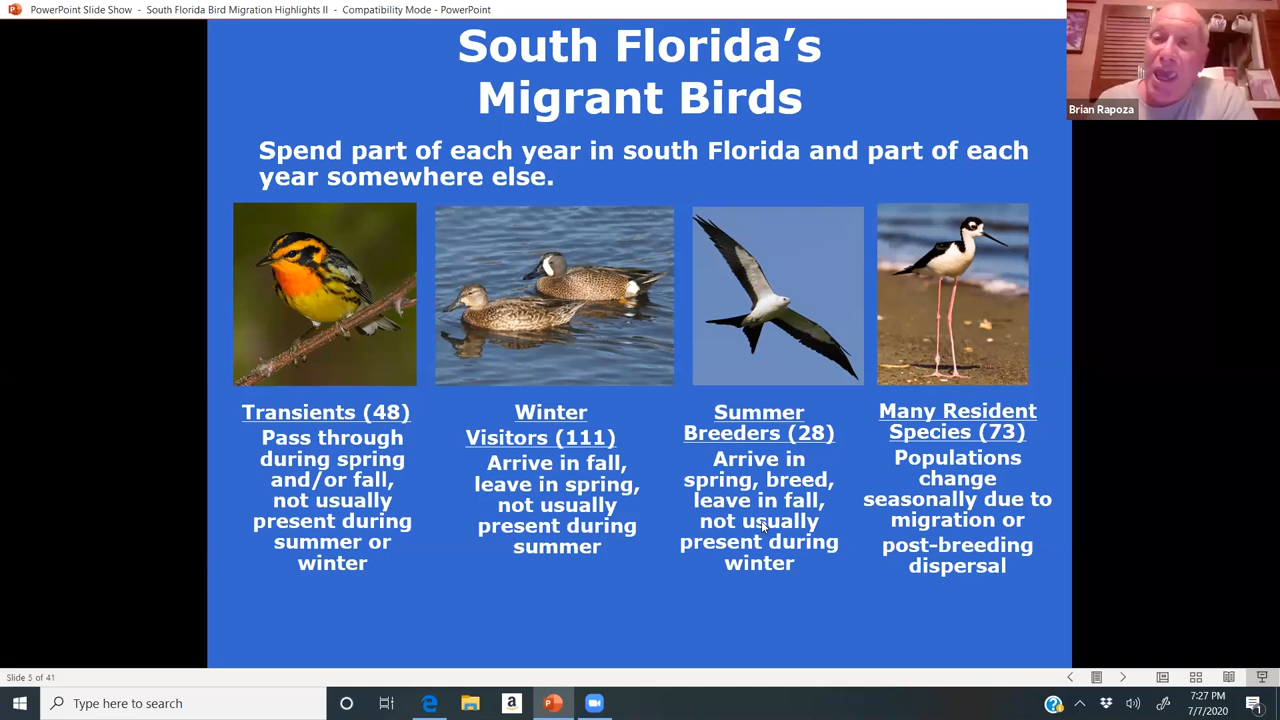 PowerPoint Slide Show - South Florida Bird Migration Highlights II - Compatibility Mode - PowerPoint
Brian Rapoza
South Florida's
Migrant Birds
Spend part of each year in south Florida and part of each
year somewhere else.
Transients (48)
Pass through
during spring
and/or fall,
not usually
present during
summer or
winter
Winter
Visitors (111)
Arrive in fall,
leave in spring,
not usually
present during
summer
Summer
Breeders (28)
Arrive in
spring, breed,
leave in fall,
not usually
present during
winter
Many Resident
Species (73)
Populations
change
seasonally due to
migration or
post-breeding
dispersal
Slide 5 of 41
Type here to search
7:27 PM
7/7/2020
1